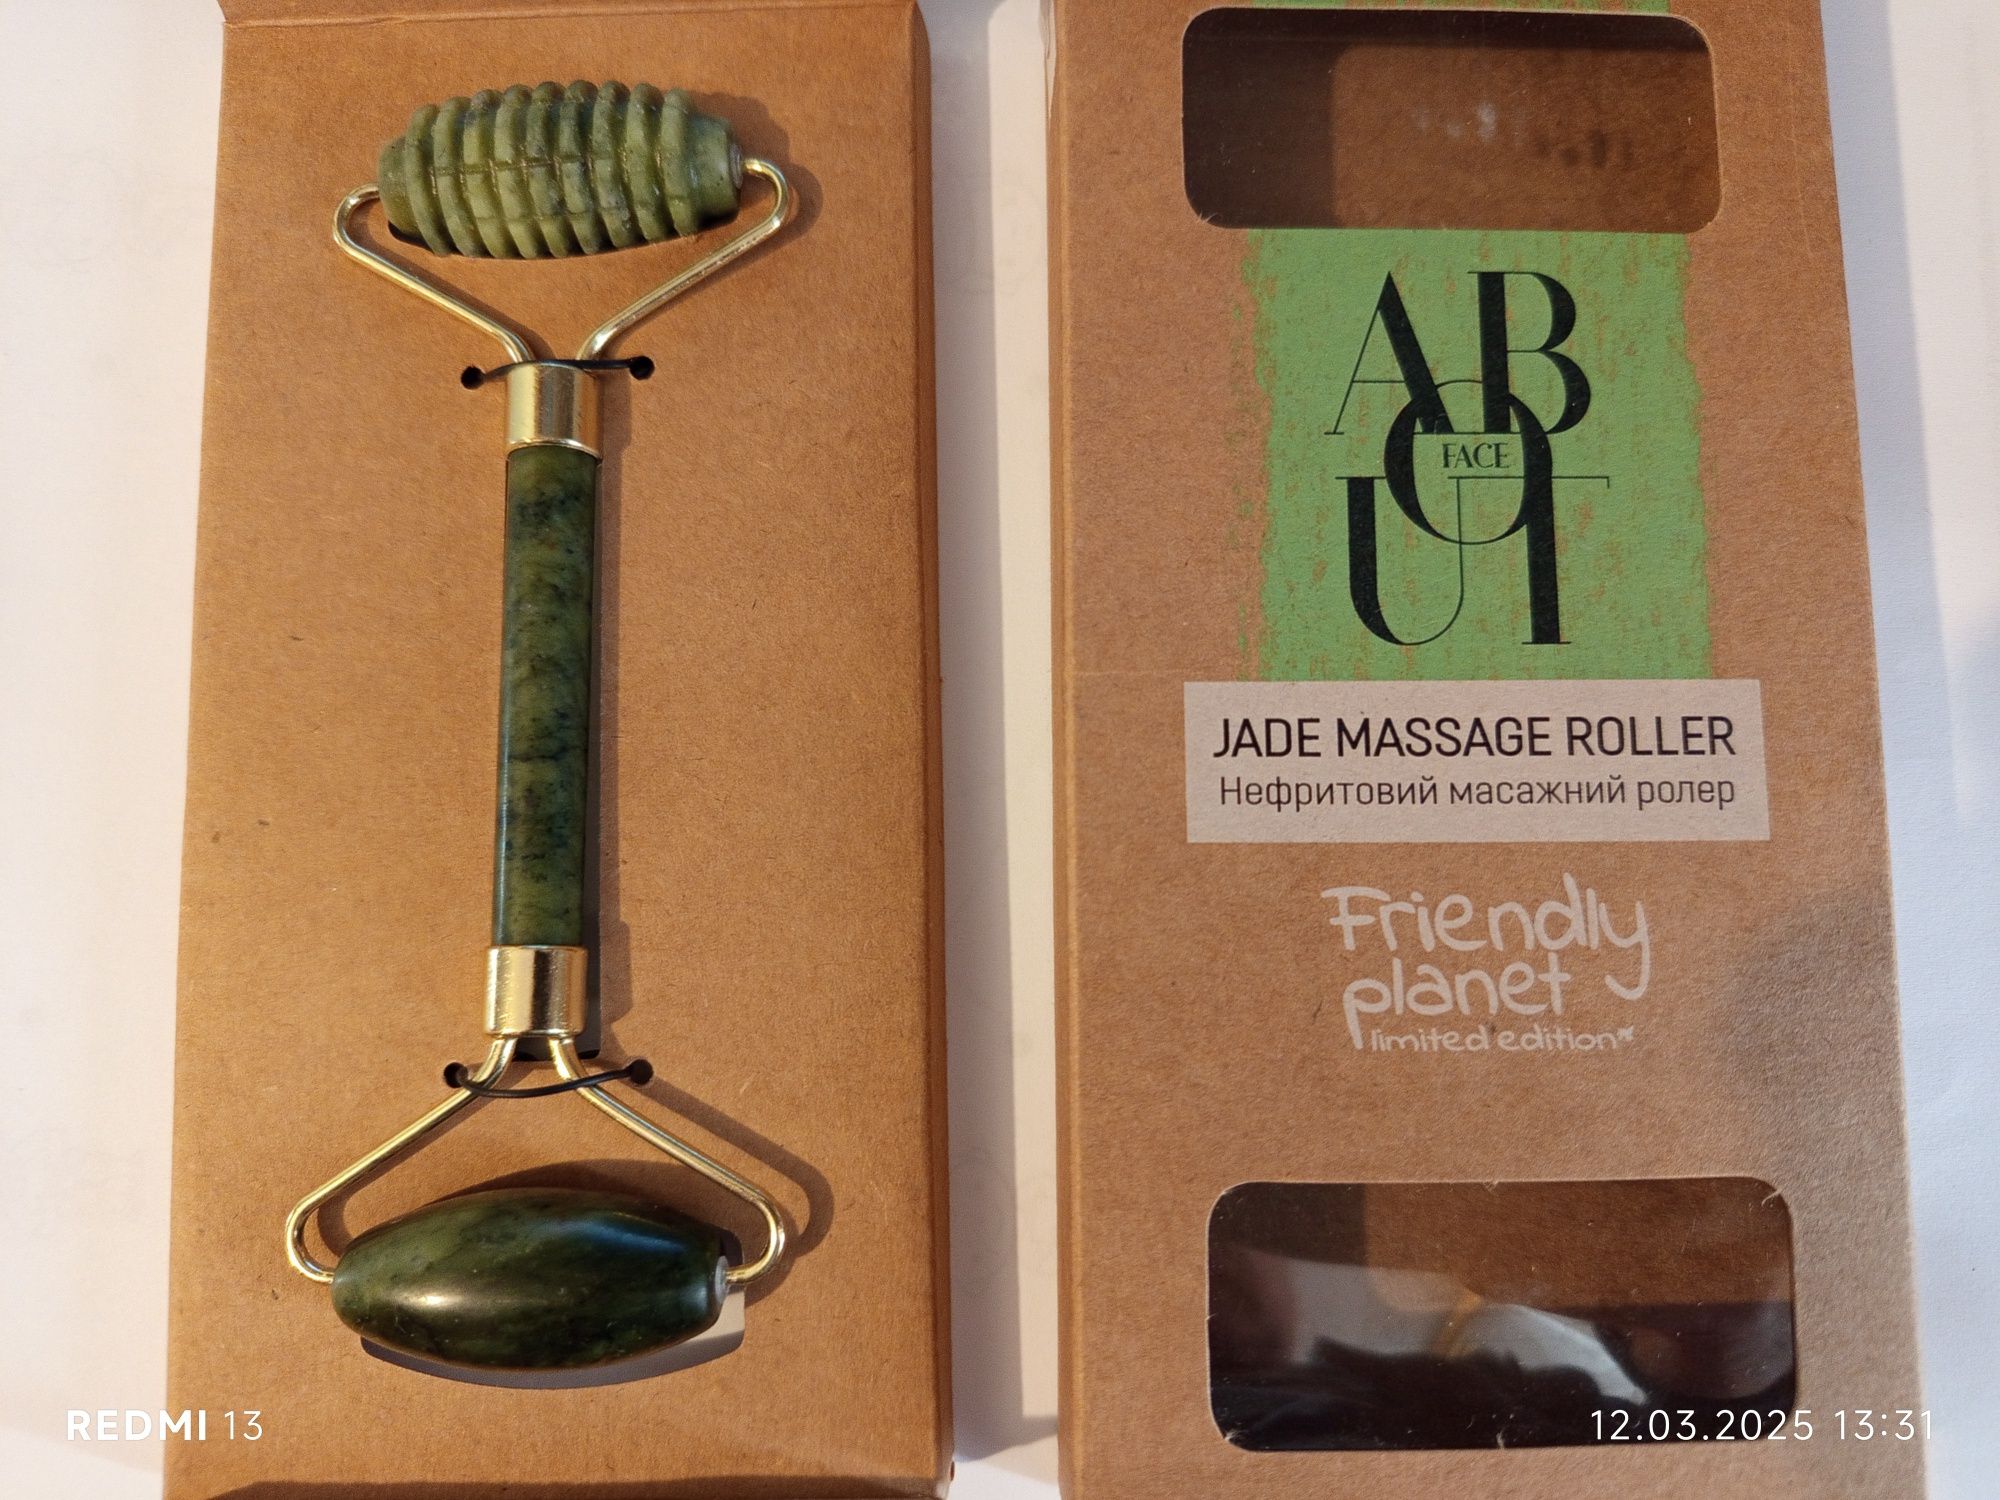 ABOUT
FACE
JADE MASSAGE ROLLER
Нефритовий масажний ролер
Friendly
planet
limited edition*
REDMI 13
12.03.2025 13:31